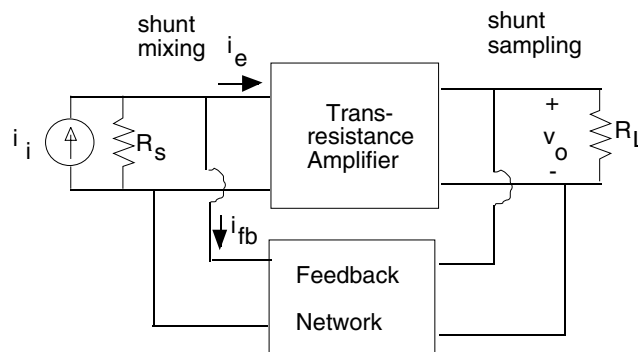 shunt
mixing
shunt
sampling
i e
i i
R s
Trans-
resistance
Amplifier
+
v o
-
R L
i fb
Feedback
Network